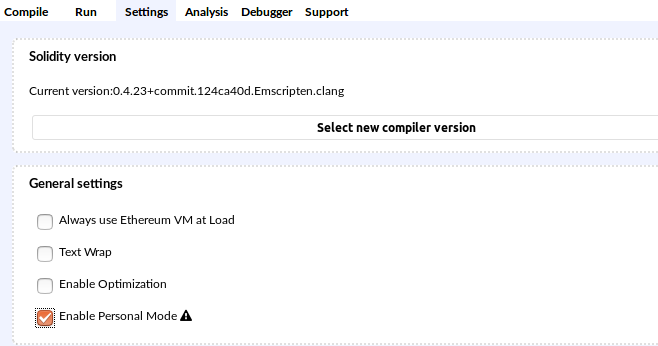 Compile Run Settings Analysis Debugger Support
Solidity version
Current version:0.4.23+commit.124ca40d.Emscripten.clang
Select new compiler version
General settings
Always use Ethereum VM at Load
Text Wrap
Enable Optimization
Enable Personal Mode